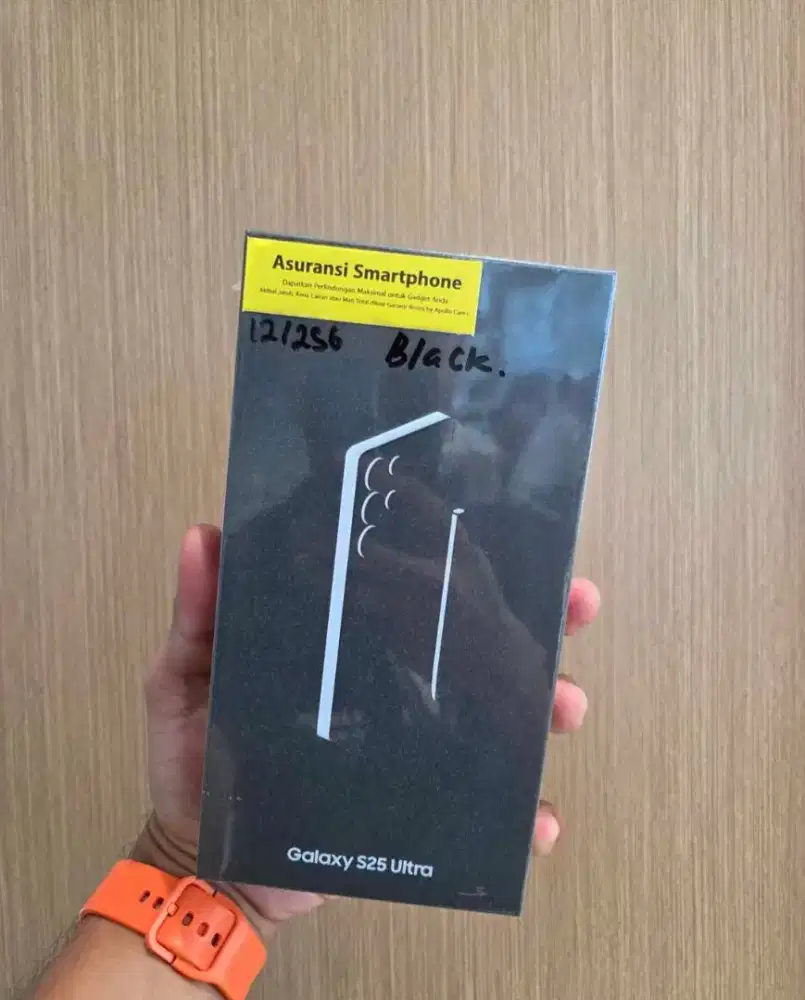 Asuransi Smartphone
Dapatkan Perlindungan Maksimal untuk Gadget Anda
12/256 Black.
Galaxy S25 Ultra